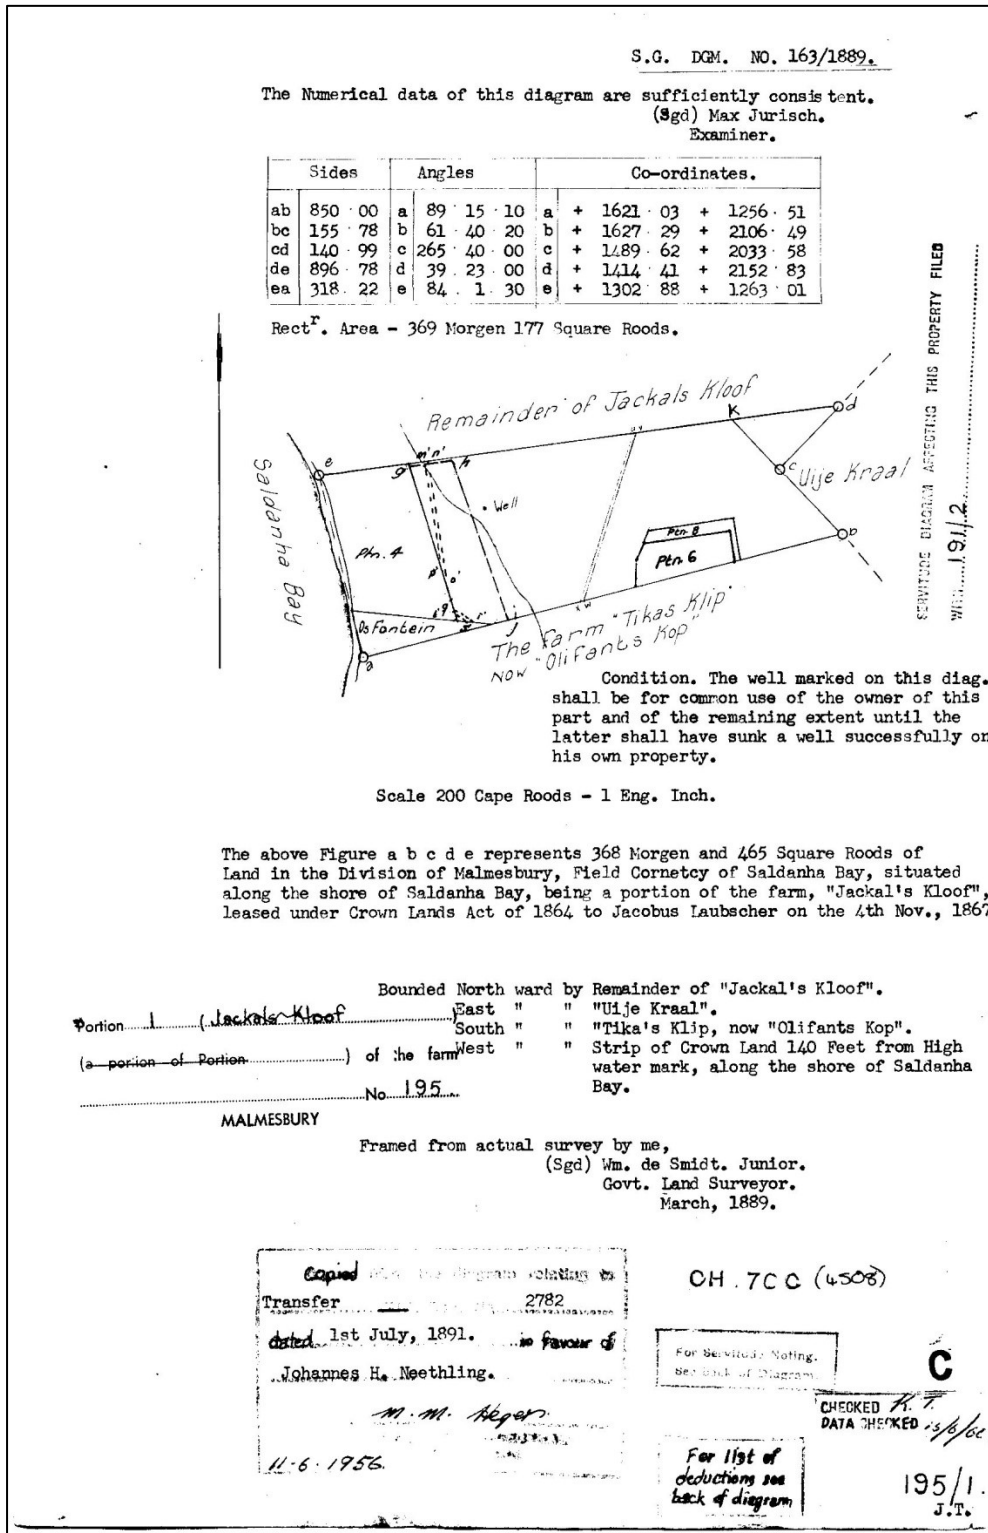 S.G. DGM. NO. 163/1889.
The Numerical data of this diagram are sufficiently consistent.
(Sgd) Max Jurisch.
Examiner.
Sides Angles Co-ordinates.
ab 850 · 00 a 89 · 15 · 10 a + 1621 · 03 + 1256 · 51
bc 155 · 78 b 61 · 40 · 20 b + 1627 · 29 + 2106 · 49
cd 140 · 99 c 265 · 40 · 00 c + 1489 · 62 + 2033 · 58
de 896 · 78 d 39 . 23 · 00 d + 1414 · 41 + 2152 · 83
ea 318 . 22 e 84 . 1 . 30 e + 1302 · 88 + 1263 · 01
Rectr. Area - 369 Morgen 177 Square Roods.
SERVITUDE DIAGRAM AFFECTING THIS PROPERTY FILED
WITH 191/2
Remainder of Jackals Kloof
K
d
e
g
m' n'
h
c
Uije Kraal
Saldanha Bay
Well
b
Ptn. 8
Ptn. 6
Ptn. 4
p'
o'
Ds Fontein
j
a
The farm "Tikas Klip"
Now "Olifants Kop"
Condition. The well marked on this diag.
shall be for common use of the owner of this
part and of the remaining extent until the
latter shall have sunk a well successfully on
his own property.
Scale 200 Cape Roods - 1 Eng. Inch.
The above Figure a b c d e represents 368 Morgen and 465 Square Roods of
Land in the Division of Malmesbury, Field Cornetcy of Saldanha Bay, situated
along the shore of Saldanha Bay, being a portion of the farm, "Jackal's Kloof",
leased under Crown Lands Act of 1864 to Jacobus Laubscher on the 4th Nov., 1867
Bounded North ward by Remainder of "Jackal's Kloof".
East " " "Uije Kraal".
South " " "Tika's Klip, now "Olifants Kop".
West " " Strip of Crown Land 140 Feet from High
water mark, along the shore of Saldanha
Bay.
Portion 1 (Jackals Kloof
(a portion of Portion ) of the farm
No. 195
MALMESBURY
Framed from actual survey by me,
(Sgd) Wm. de Smidt. Junior.
Govt. Land Surveyor.
March, 1889.
Copied the diagram relating to
Transfer 2782
dated 1st July, 1891. in favour of
Johannes H. Neethling.
11-6-1956.
CH. 7CC (4508)
For Servitude Noting.
See back of Diagram.
C
CHECKED K. T.
DATA CHECKED
For list of
deductions see
back of diagram
195/1.
J.T.